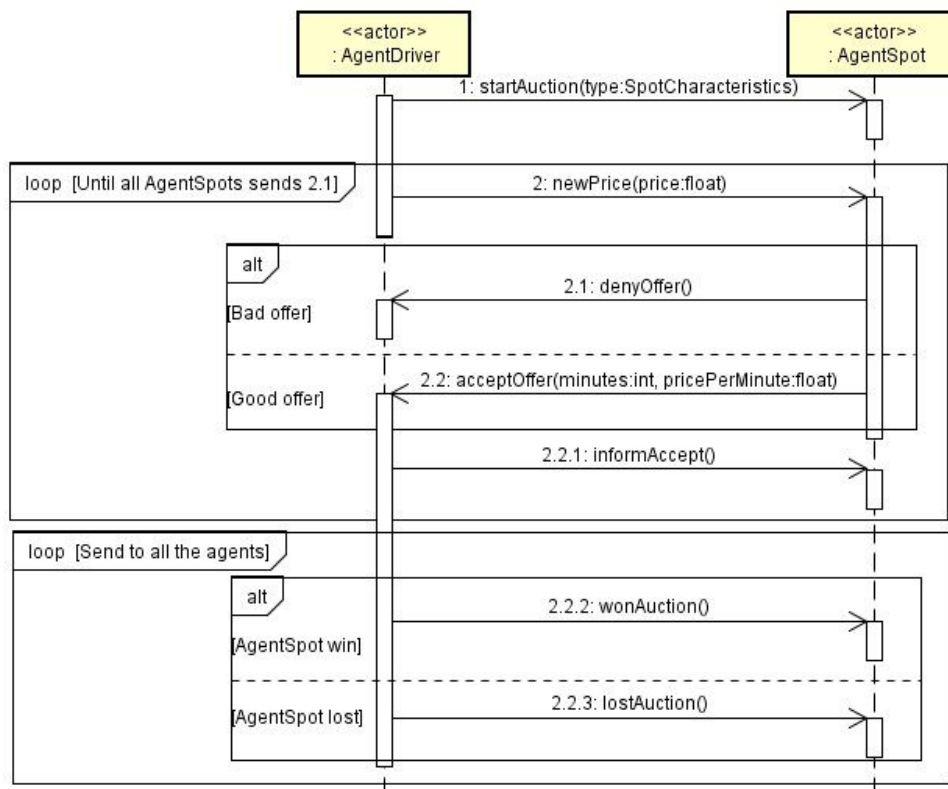 <<actor>>
: AgentDriver
<<actor>>
: AgentSpot
1: startAuction(type:SpotCharacteristics)
loop [Until all AgentSpots sends 2.1]
2: newPrice(price:float)
alt
2.1: denyOffer()
[Bad offer]
2.2: acceptOffer(minutes:int, pricePerMinute:float)
[Good offer]
2.2.1: informAccept()
loop [Send to all the agents]
alt
2.2.2: wonAuction()
[AgentSpot win]
2.2.3: lostAuction()
[AgentSpot lost]